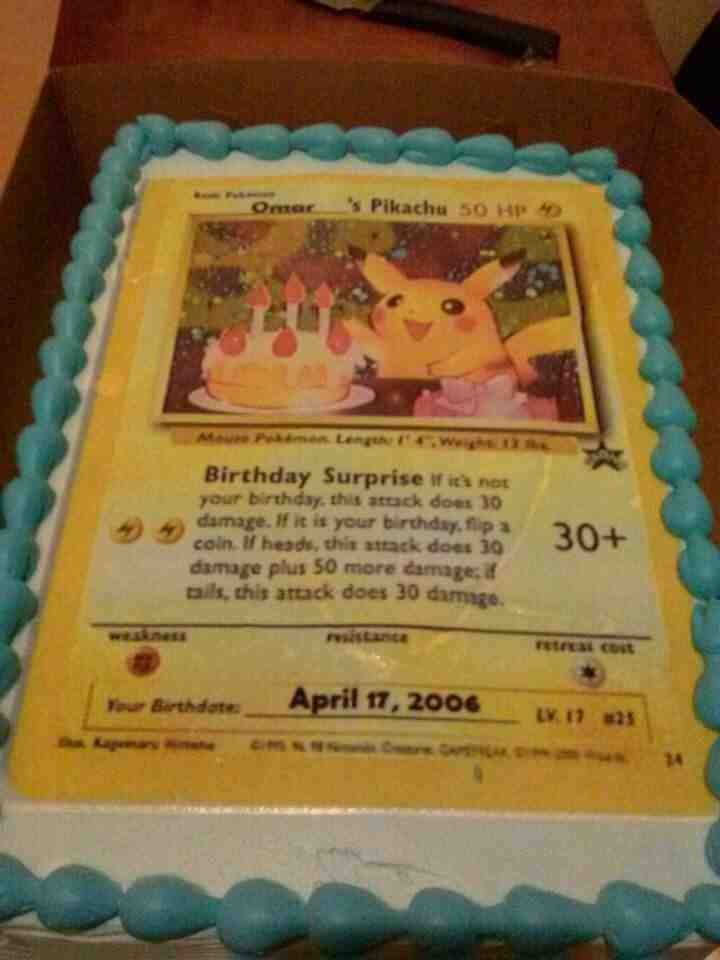 Basic Pokémon
Omar 's Pikachu 50 HP
Mouse Pokémon. Length: 1' 4", Weight: 13 lbs.
Birthday Surprise If it's not
your birthday, this attack does 30
damage. If it is your birthday, flip a
coin. If heads, this attack does 30
damage plus 50 more damage; if
tails, this attack does 30 damage.
30+
weakness resistance retreat cost
Your Birthdate: April 17, 2006 LV. 17 #25
Illus. Kagemaru Himeno
24